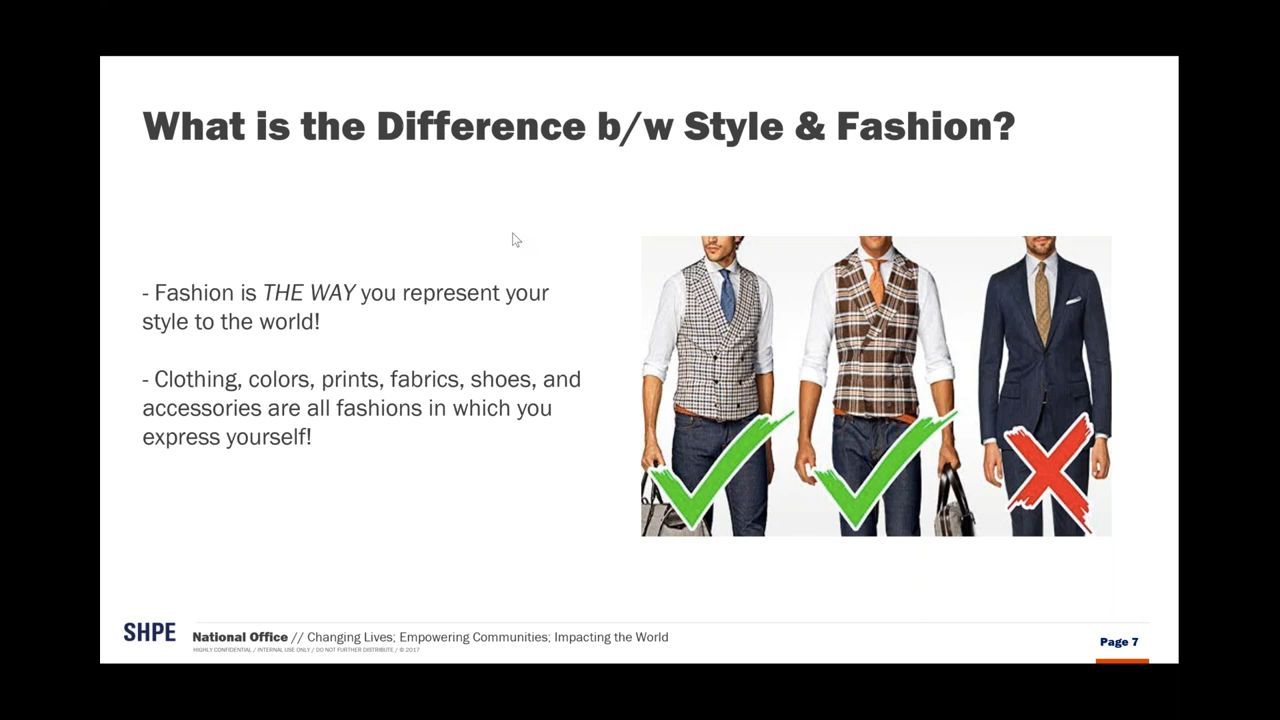 What is the Difference b/w Style & Fashion?
- Fashion is THE WAY you represent your
style to the world!
- Clothing, colors, prints, fabrics, shoes, and
accessories are all fashions in which you
express yourself!
SHPE
National Office // Changing Lives; Empowering Communities; Impacting the World
HIGHLY CONFIDENTIAL / INTERNAL USE ONLY / DO NOT FURTHER DISTRIBUTE / © 2017
Page 7